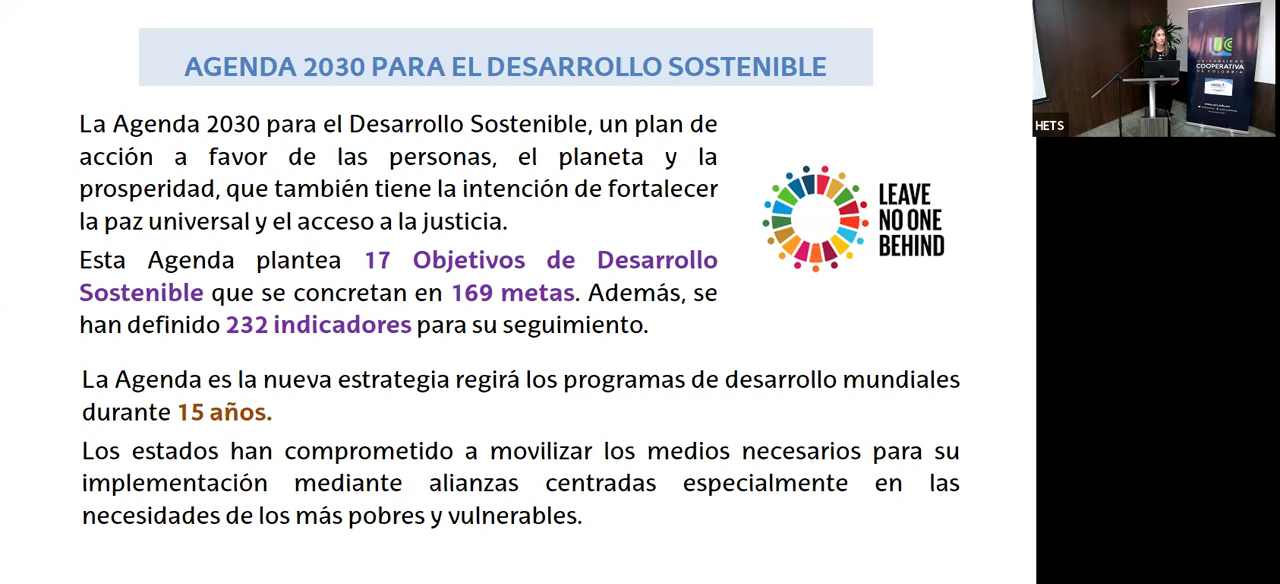 AGENDA 2030 PARA EL DESARROLLO SOSTENIBLE
La Agenda 2030 para el Desarrollo Sostenible, un plan de
acción a favor de las personas, el planeta y la
prosperidad, que también tiene la intención de fortalecer
la paz universal y el acceso a la justicia.
Esta Agenda plantea 17 Objetivos de Desarrollo
Sostenible que se concretan en 169 metas. Además, se
han definido 232 indicadores para su seguimiento.
LEAVE
NO ONE
BEHIND
La Agenda es la nueva estrategia regirá los programas de desarrollo mundiales
durante 15 años.
Los estados han comprometido a movilizar los medios necesarios para su
implementación mediante alianzas centradas especialmente en las
necesidades de los más pobres y vulnerables.
HETS
UCC
UNIVERSIDAD
COOPERATIVA
DE COLOMBIA